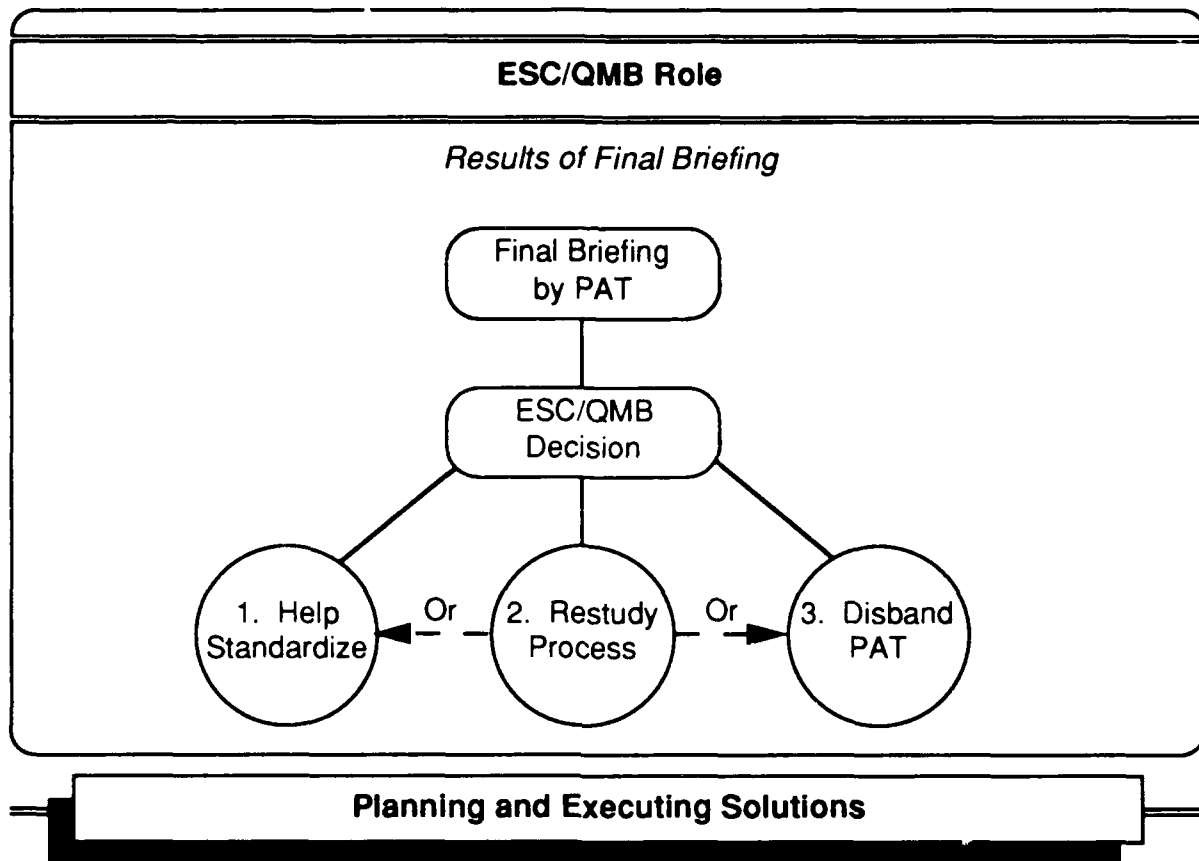 ESC/QMB Role
Results of Final Briefing
Final Briefing
by PAT
ESC/QMB
Decision
1. Help
Standardize
Or
2. Restudy
Process
Or
3. Disband
PAT
Planning and Executing Solutions